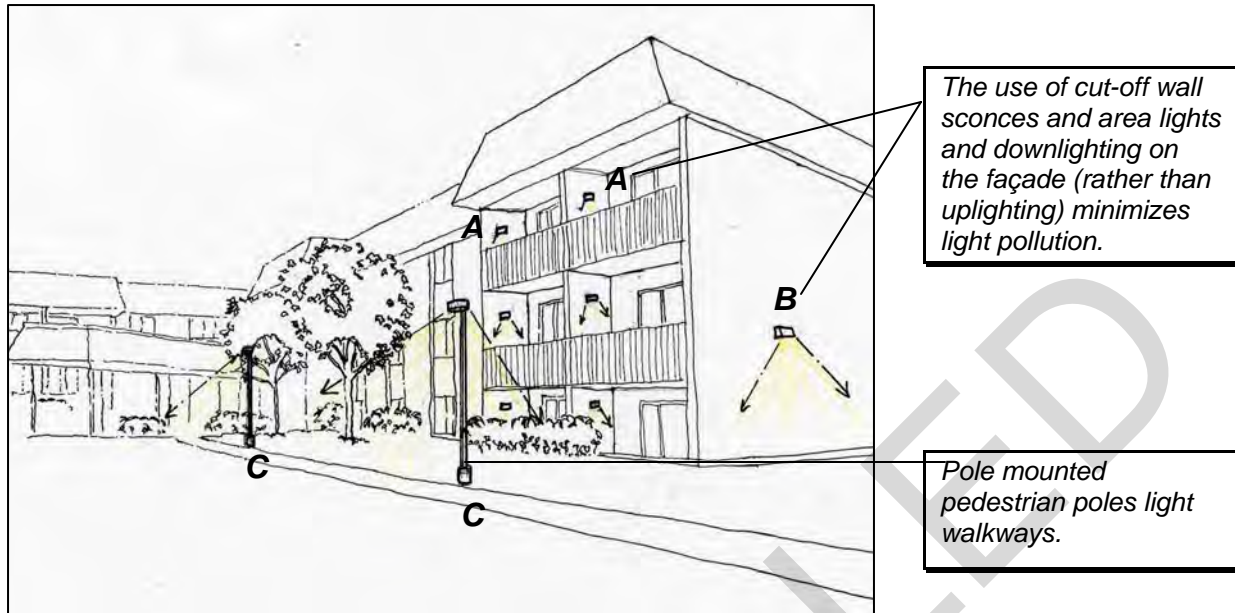 The use of cut-off wall
sconces and area lights
and downlighting on
the façade (rather than
uplighting) minimizes
light pollution.
A
A
B
C
C
Pole mounted
pedestrian poles light
walkways.